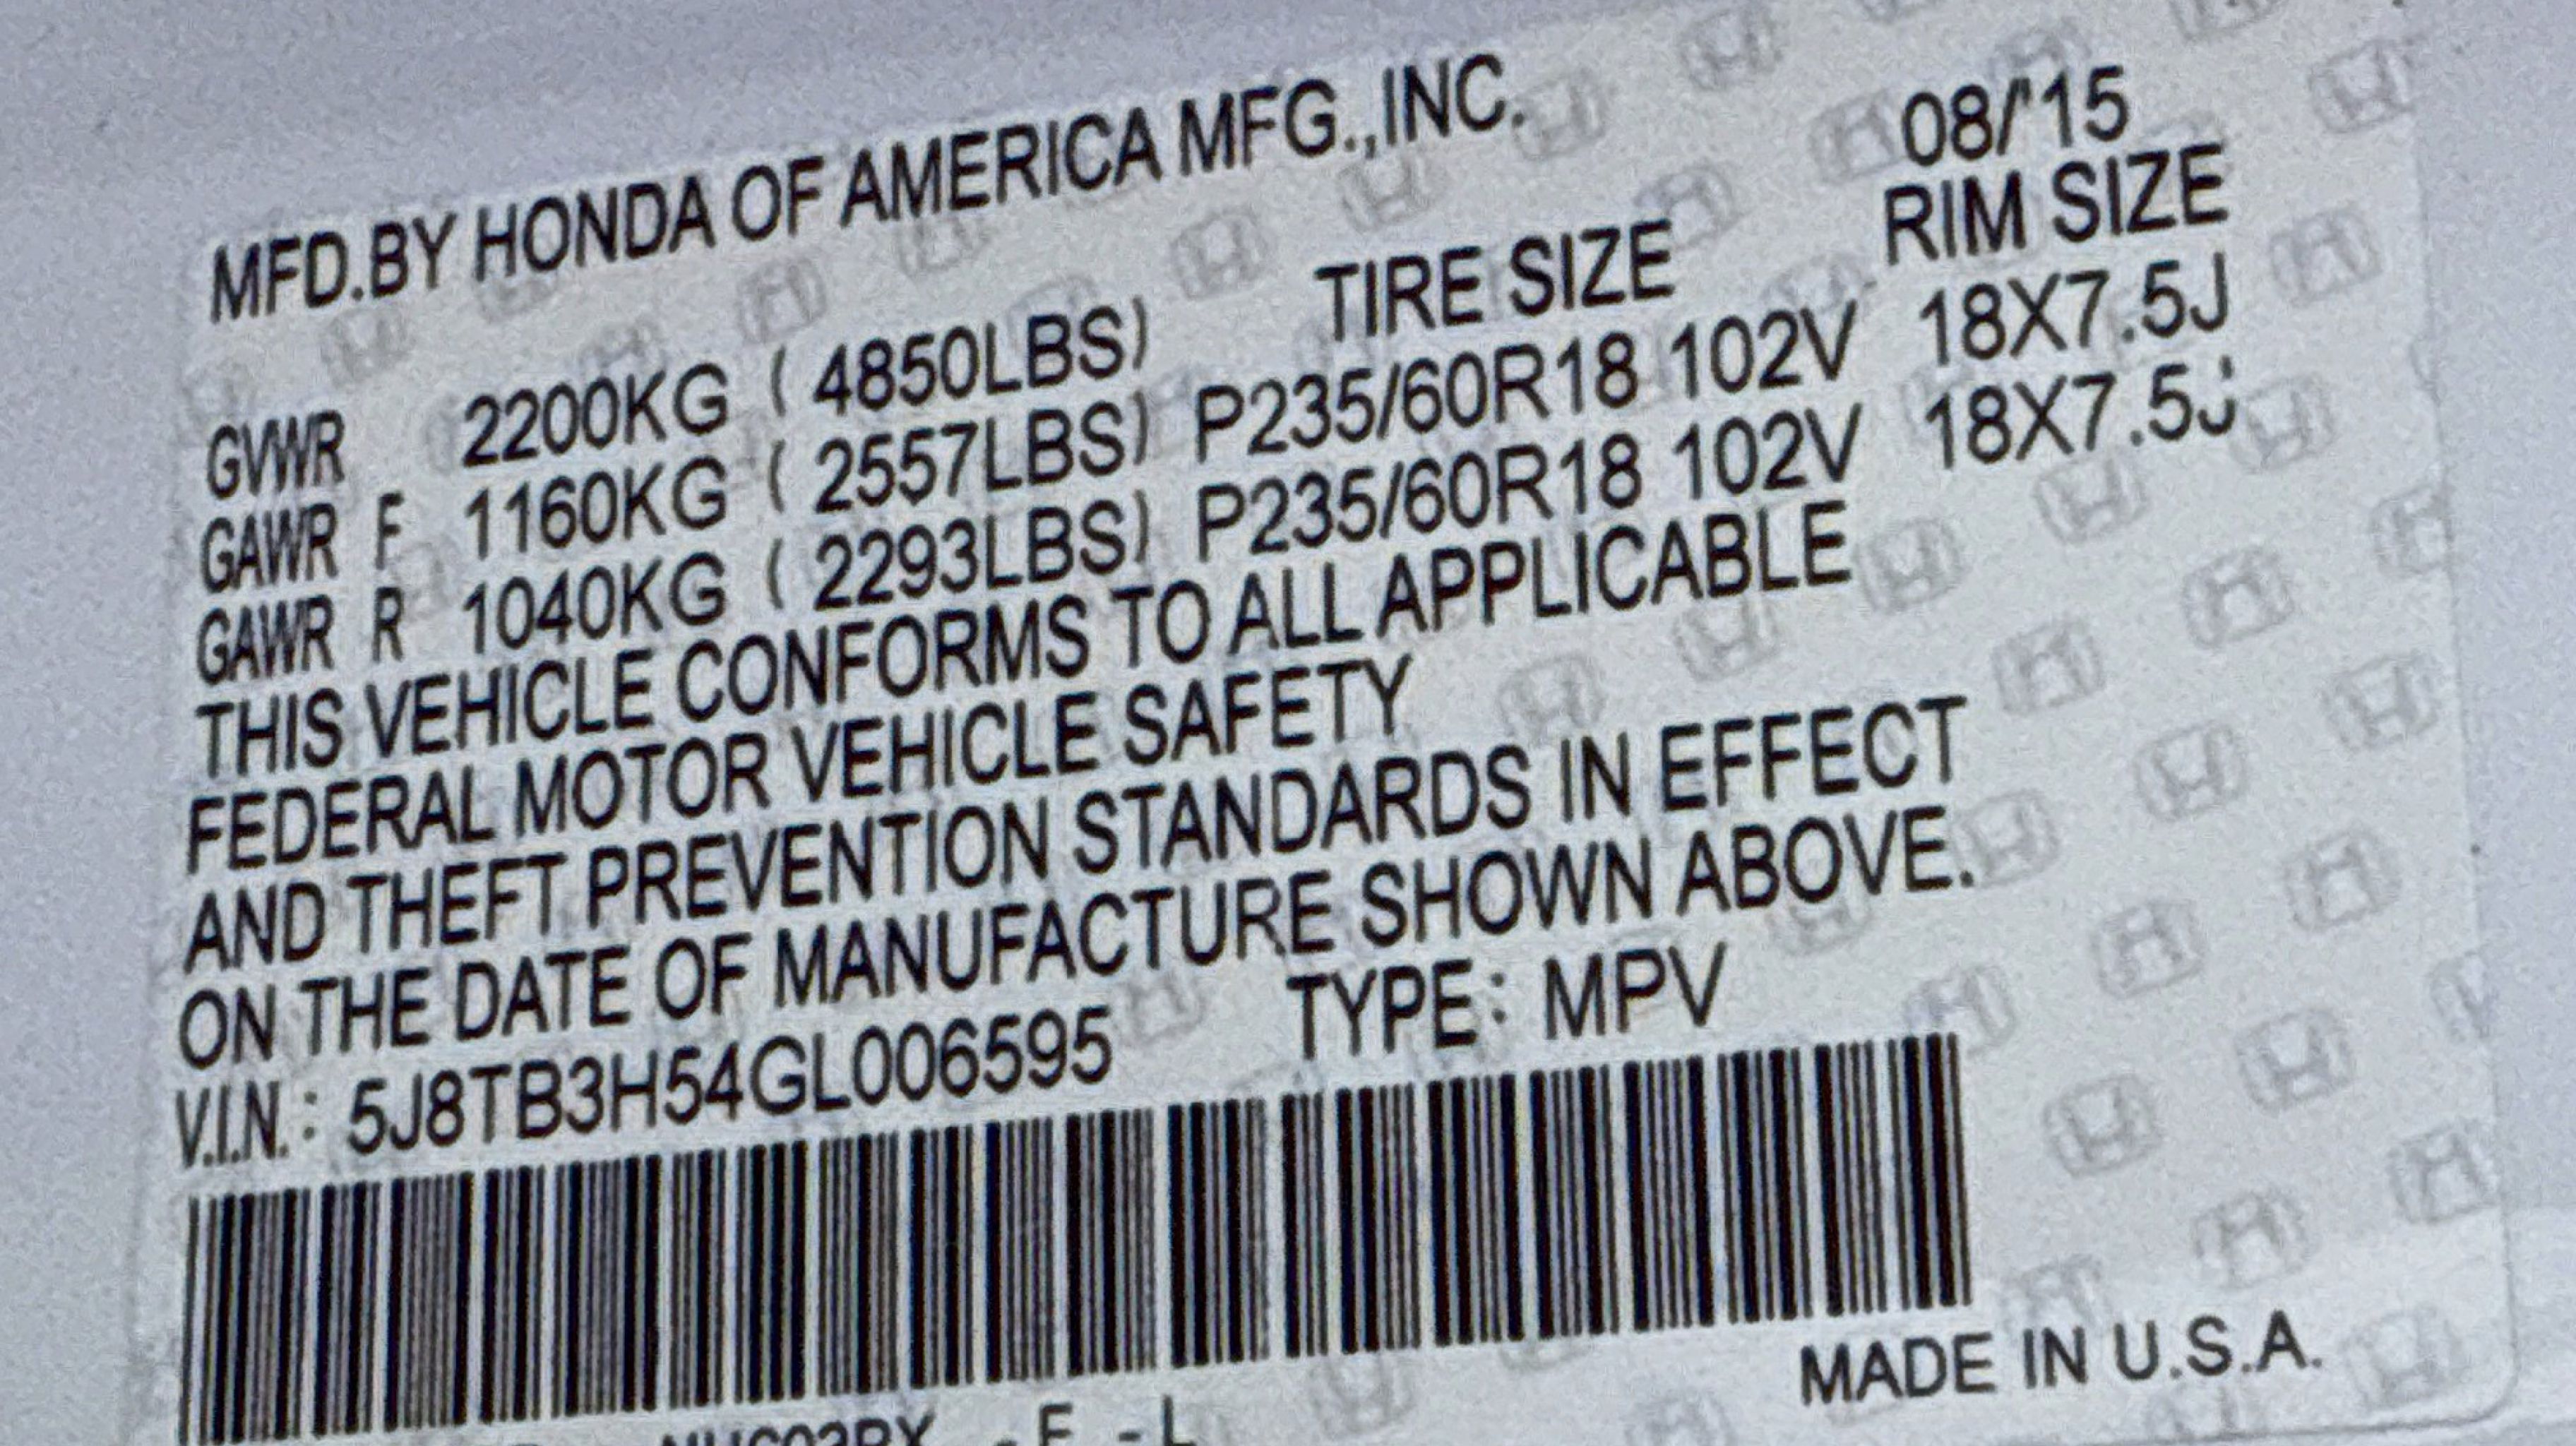 MFD.BY HONDA OF AMERICA MFG.,INC. 08/'15
TIRE SIZE RIM SIZE
GVWR 2200KG ( 4850LBS)
GAWR F 1160KG ( 2557LBS) P235/60R18 102V 18X7.5J
GAWR R 1040KG ( 2293LBS) P235/60R18 102V 18X7.5J
THIS VEHICLE CONFORMS TO ALL APPLICABLE
FEDERAL MOTOR VEHICLE SAFETY
AND THEFT PREVENTION STANDARDS IN EFFECT
ON THE DATE OF MANUFACTURE SHOWN ABOVE.
V.I.N.: 5J8TB3H54GL006595 TYPE: MPV
MADE IN U.S.A.
- F - L